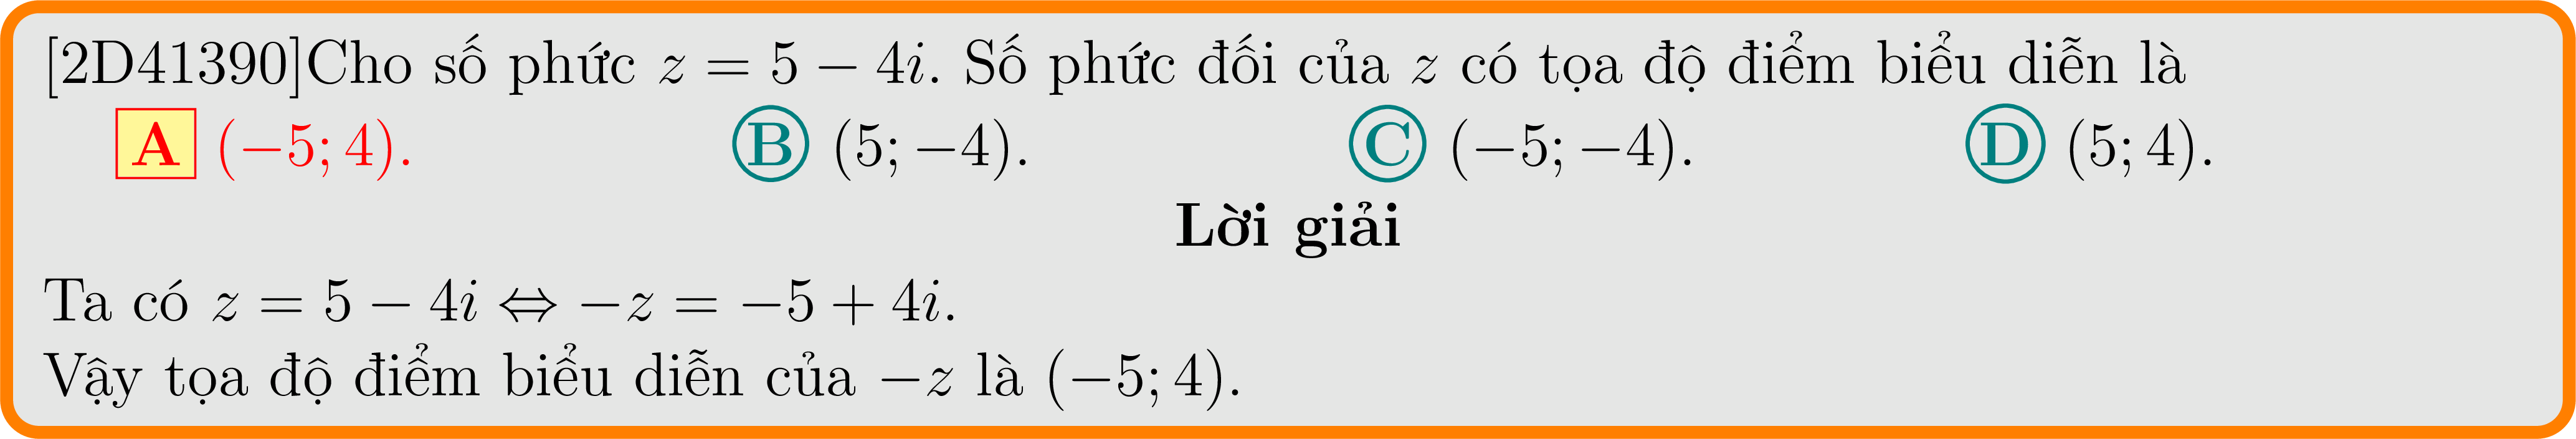 [2D41390]Cho số phức z = 5 − 4i. Số phức đối của z có tọa độ điểm biểu diễn là
A (−5; 4). B (5; −4). C (−5; −4). D (5; 4).
Lời giải
Ta có z = 5 − 4i ⇔ −z = −5 + 4i.
Vậy tọa độ điểm biểu diễn của −z là (−5; 4).